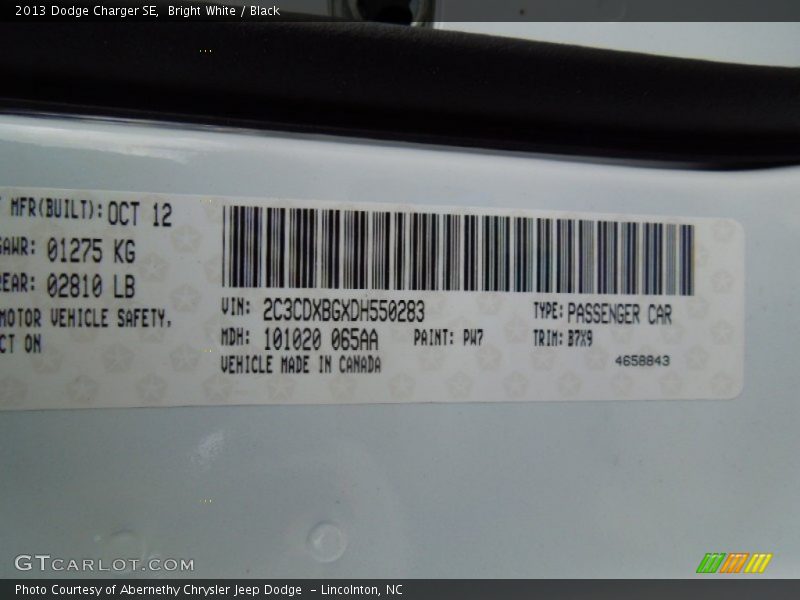 2013 Dodge Charger SE,  Bright White / Black
MFR(BUILT): OCT 12
GAWR: 01275 KG
REAR: 02810 LB
MOTOR VEHICLE SAFETY,
CT ON
VIN: 2C3CDXBGXDH550283
TYPE: PASSENGER CAR
MDH: 101020 065AA
PAINT: PW7
TRIM: B7X9
VEHICLE MADE IN CANADA
4658843
GTCARLOT.COM
Photo Courtesy of Abernethy Chrysler Jeep Dodge  – Lincolnton, NC